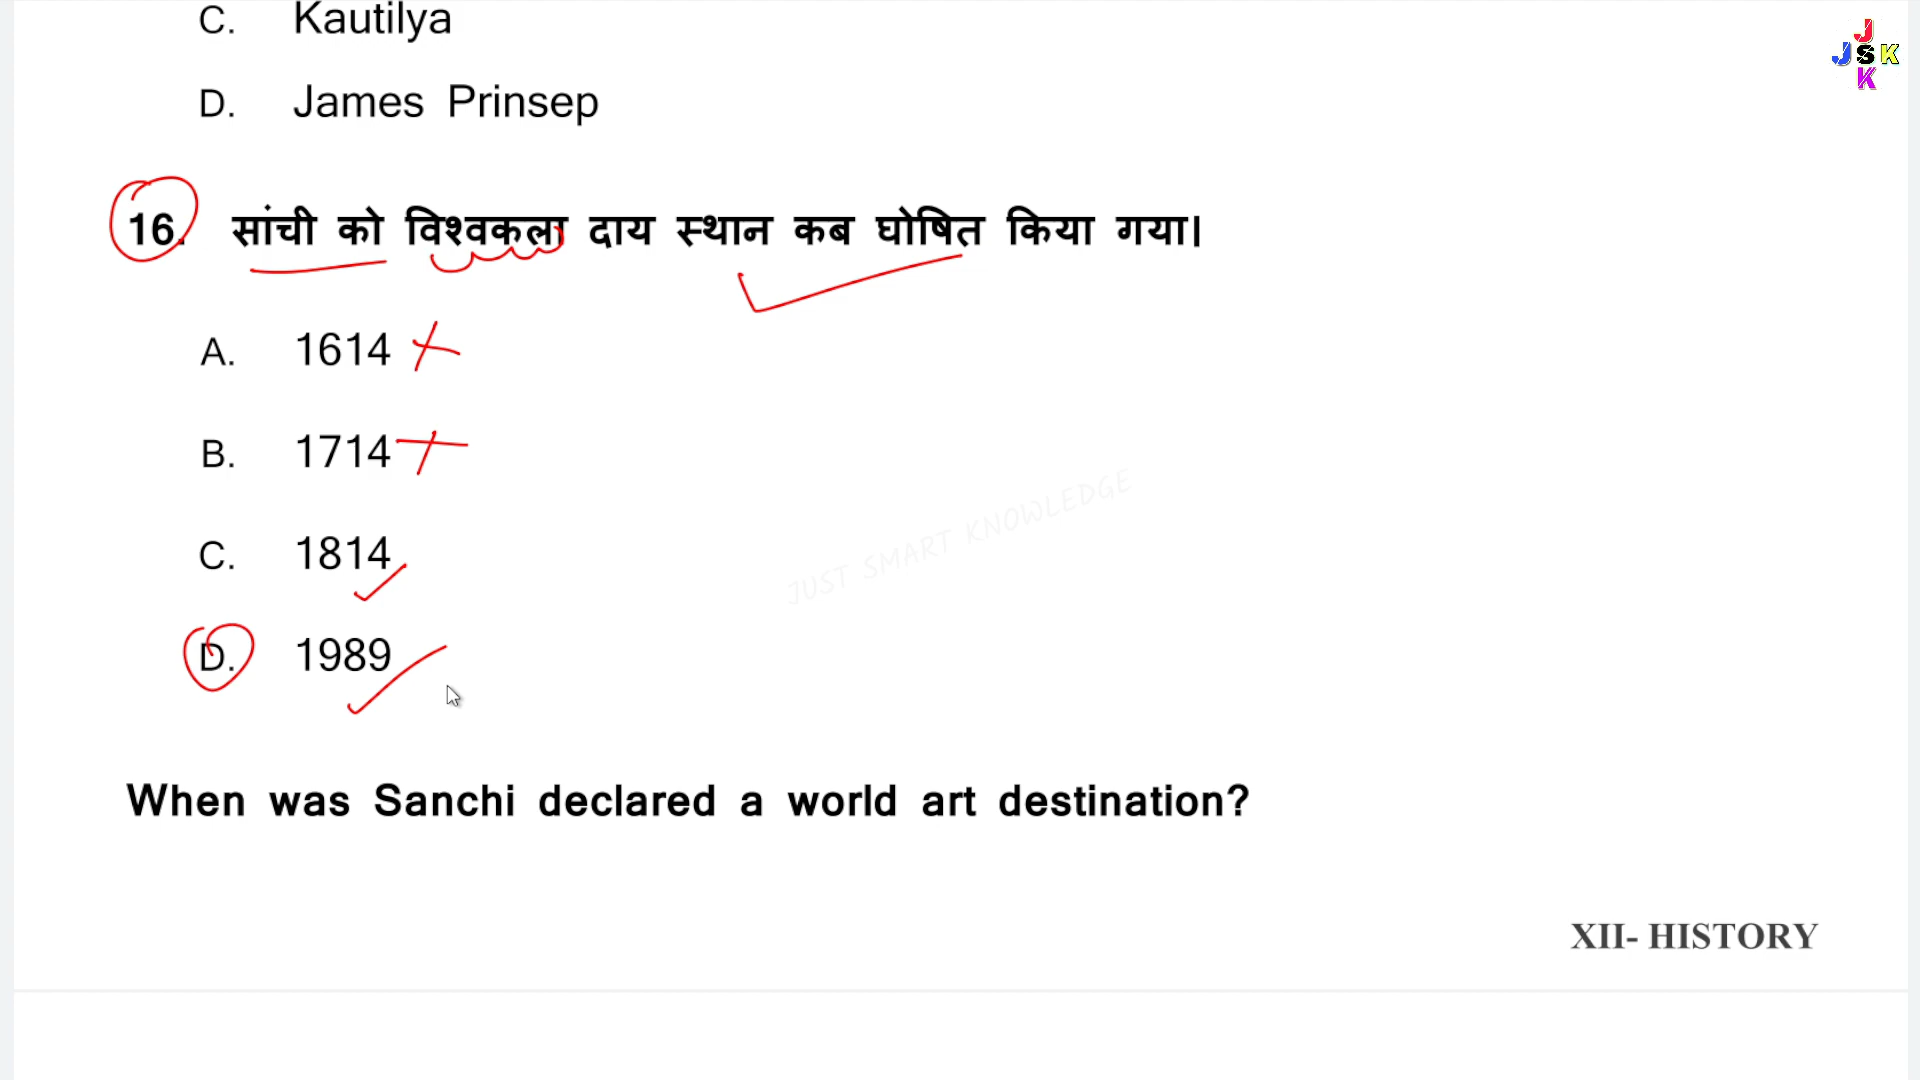 C. Kautilya
J
J S K
K
D. James Prinsep
16. सांची को विश्वकला दाय स्थान कब घोषित किया गया।
A. 1614
B. 1714
C. 1814
JUST SMART KNOWLEDGE
D. 1989
When was Sanchi declared a world art destination?
XII- HISTORY